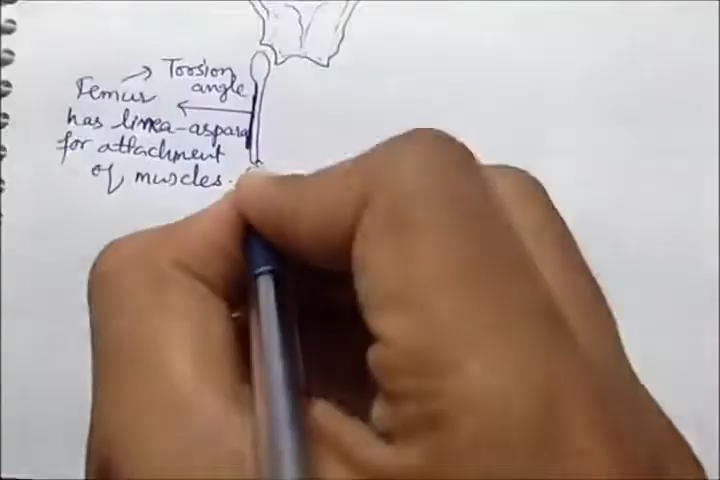 Torsion
angle
Femur
has linea-aspara
for attachment
of muscles.